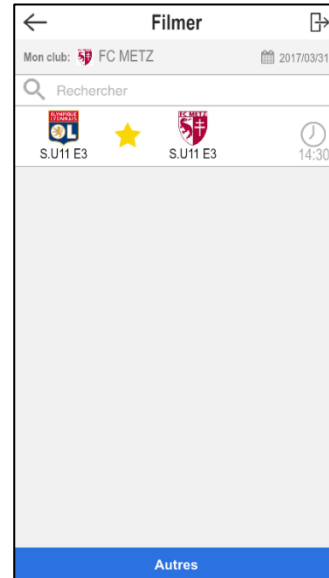 Filmer
Mon club: FC METZ 2017/03/31
Rechercher
OLYMPIQUE LYONNAIS
OL
FC METZ
S.U11 E3 S.U11 E3 14:30
Autres